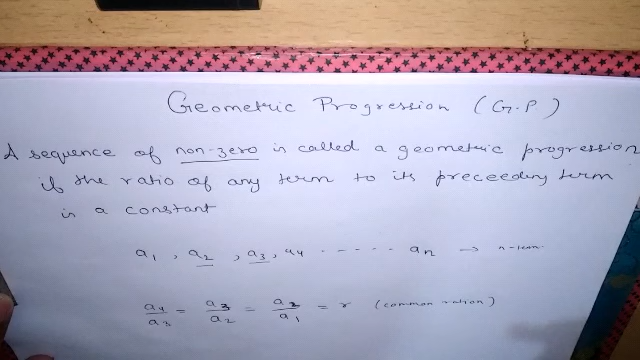 Geometric Progression (G.P)
A sequence of non-zero is called a geometric progression
if the ratio of any term to its preceeding term
is a constant
a₁, a₂, a₃, a₄ ------ aₙ → n-term.
a₄/a₃ = a₃/a₂ = a₂/a₁ = r (common ration)